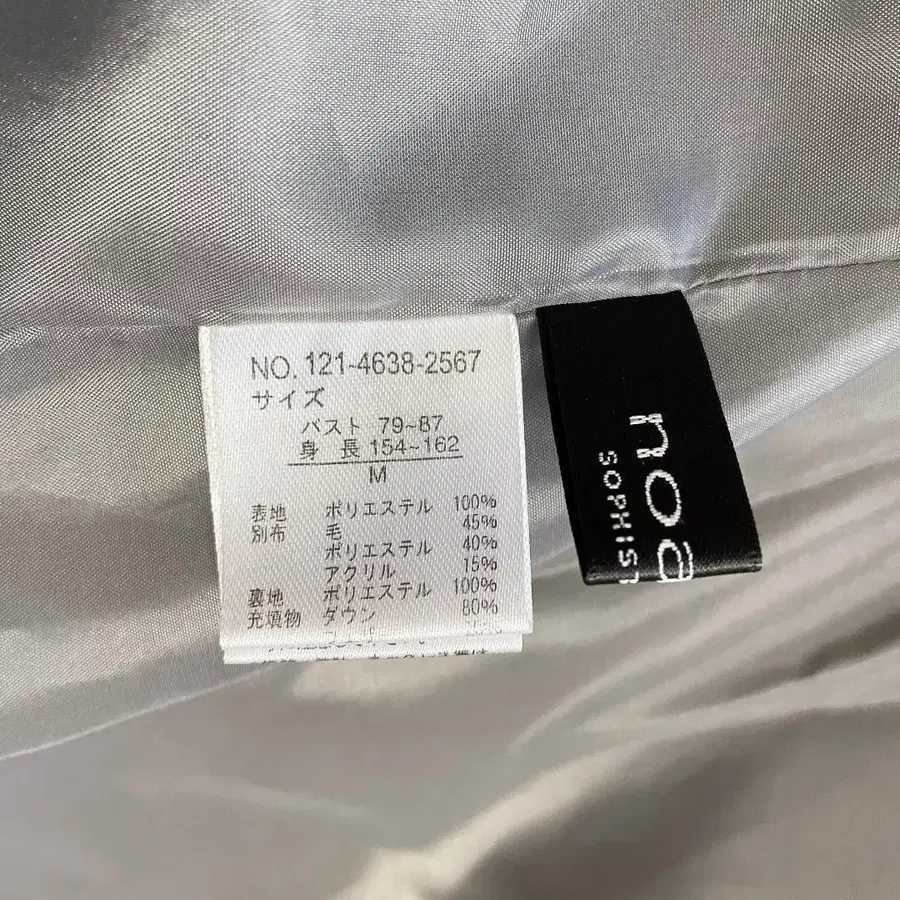 NO. 121-4638-2567
サイズ
バスト 79~87
身 長 154~162
M
表地 ポリエステル 100%
別布 毛 45%
ポリエステル 40%
アクリル 15%
裏地 ポリエステル 100%
充填物 ダウン 80%
noa
SOPHIS